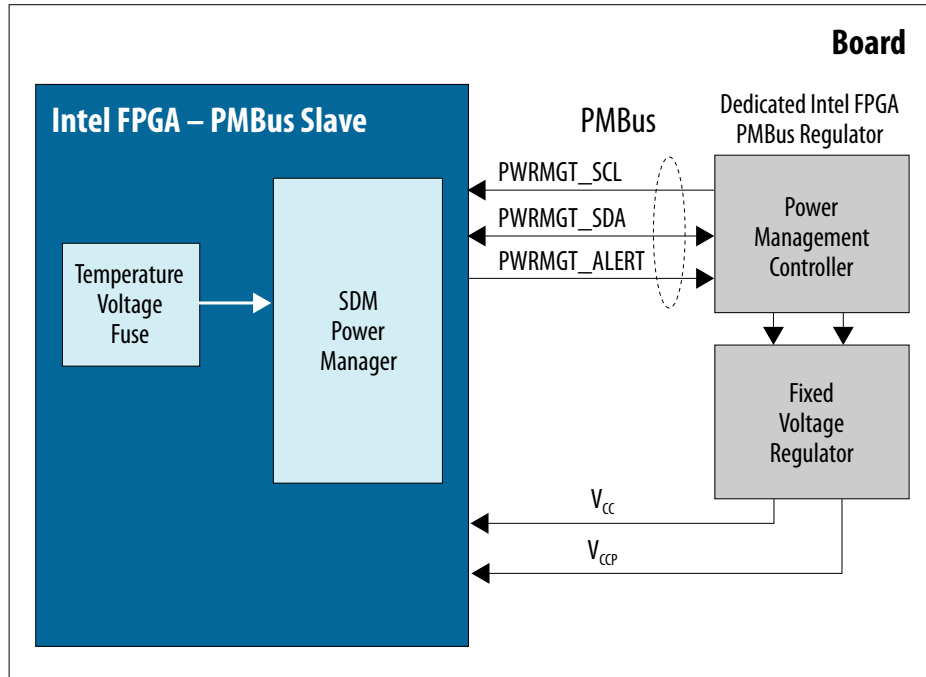 Board
Intel FPGA – PMBus Slave
PMBus
Dedicated Intel FPGA
PMBus Regulator
PWRMGT_SCL
PWRMGT_SDA
PWRMGT_ALERT
Temperature
Voltage
Fuse
SDM
Power
Manager
Power
Management
Controller
Fixed
Voltage
Regulator
VCC
VCCP